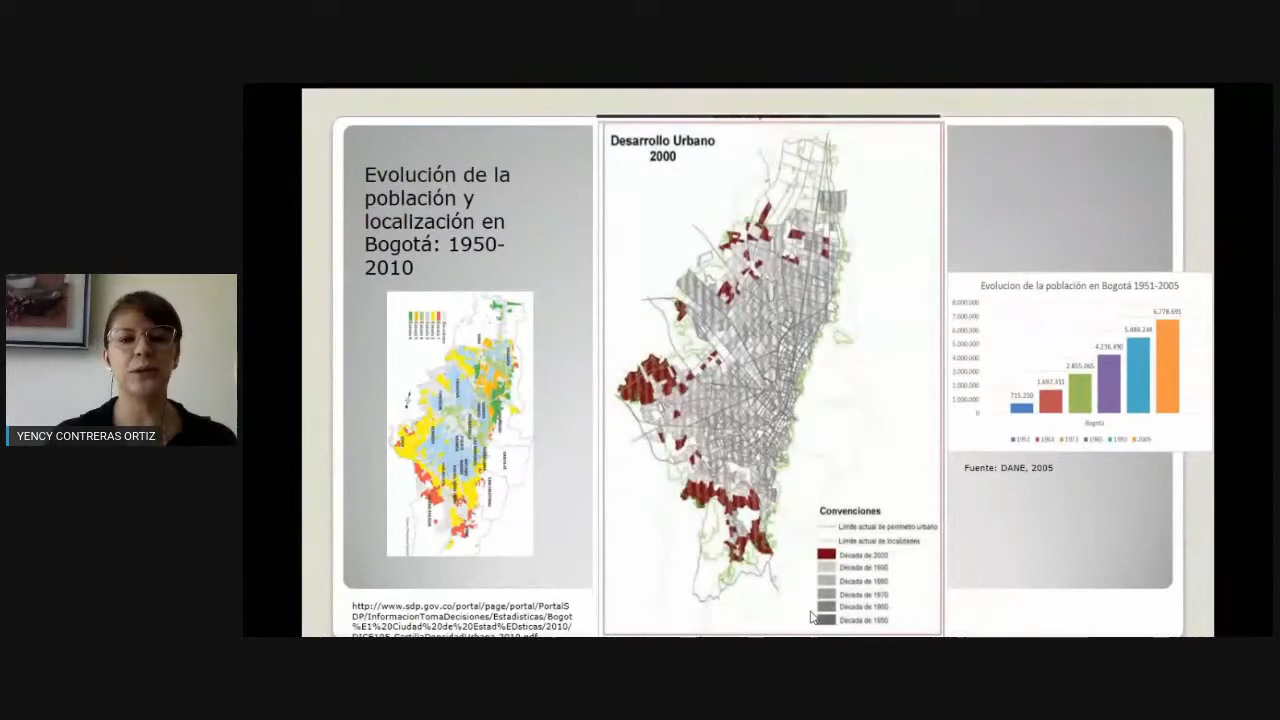 Evolución de la
población y
localización en
Bogotá: 1950-
2010
http://www.sdp.gov.co/portal/page/portal/PortalS
DP/InformacionTomaDecisiones/Estadisticas/Bogot
%E1%20Ciudad%20de%20Estad%EDsticas/2010/
Desarrollo Urbano
2000
Convenciones
Límite actual de perímetro urbano
Límite actual de localidades
Década de 2000
Década de 1990
Década de 1980
Década de 1970
Década de 1960
Década de 1950
Evolucion de la población en Bogotá 1951-2005
8.000.000
7.000.000
6.000.000
5.000.000
4.000.000
3.000.000
2.000.000
1.000.000
0
715.250
1.697.311
2.855.065
4.236.490
5.484.244
6.778.691
Bogotá
1951 1964 1973 1985 1993 2005
Fuente: DANE, 2005
YENCY CONTRERAS ORTIZ